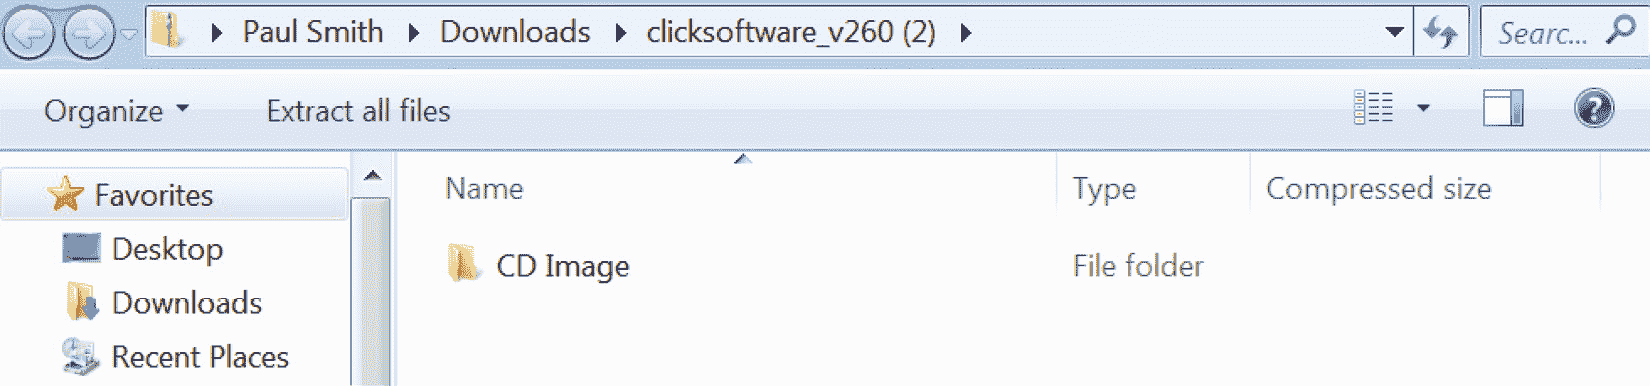 Paul Smith Downloads clicksoftware_v260 (2) Searc...
Organize Extract all files
Favorites
Desktop
Downloads
Recent Places
Name Type Compressed size
CD Image File folder